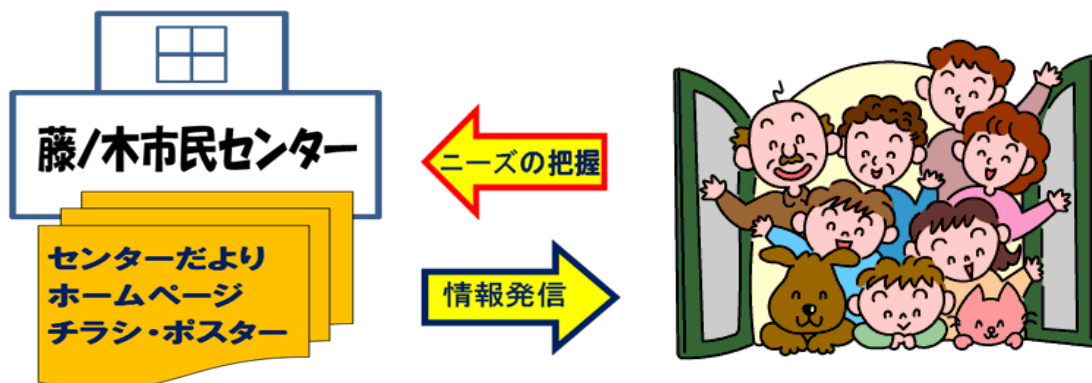 藤ノ木市民センター
センターだより
ホームページ
チラシ・ポスター
ニーズの把握
情報発信